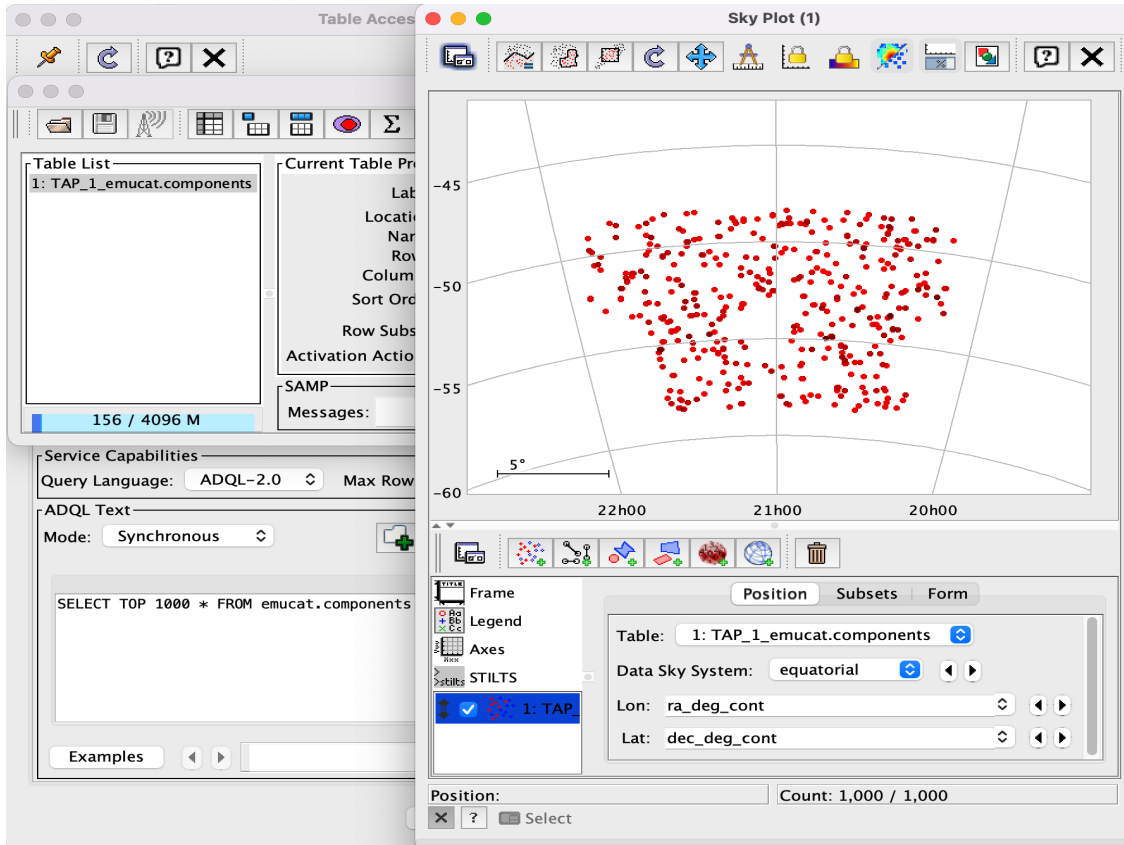 Table Acces
Sky Plot (1)
Table List
1: TAP_1_emucat.components
Current Table Pr
Lab
Locatio
Nar
Row
Colum
Sort Ord
Row Subs
Activation Actio
SAMP
Messages:
156 / 4096 M
Service Capabilities
Query Language: ADQL-2.0 Max Row
ADQL Text
Mode: Synchronous
SELECT TOP 1000 * FROM emucat.components
Examples
-45
-50
-55
-60
5°
22h00 21h00 20h00
Frame
Legend
Axes
STILTS
1: TAP_
Position Subsets Form
Table: 1: TAP_1_emucat.components
Data Sky System: equatorial
Lon: ra_deg_cont
Lat: dec_deg_cont
Position:
Count: 1,000 / 1,000
Select